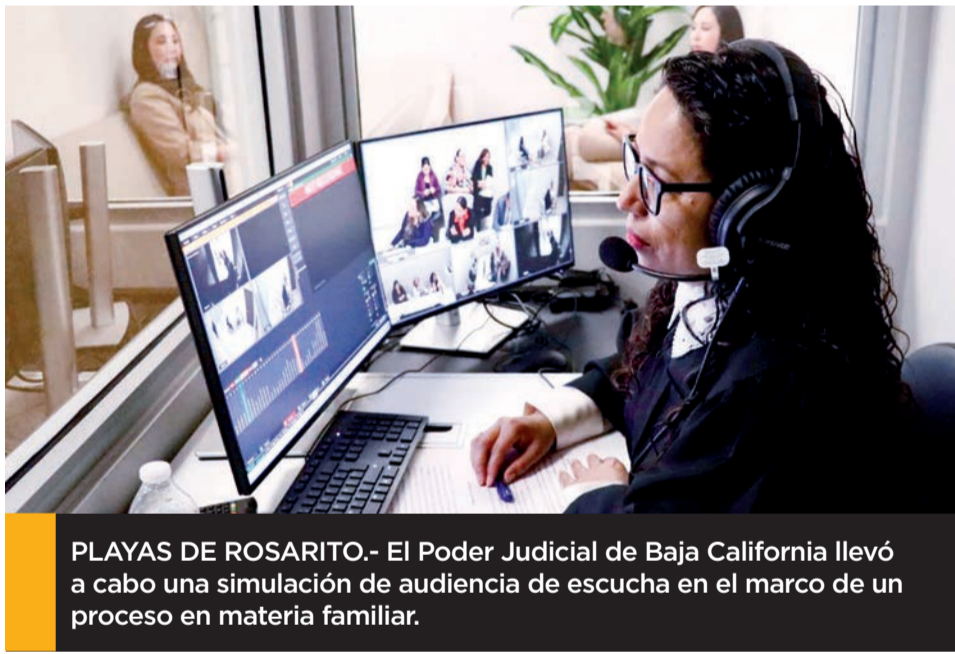 PLAYAS DE ROSARITO.- El Poder Judicial de Baja California llevó
a cabo una simulación de audiencia de escucha en el marco de un
proceso en materia familiar.